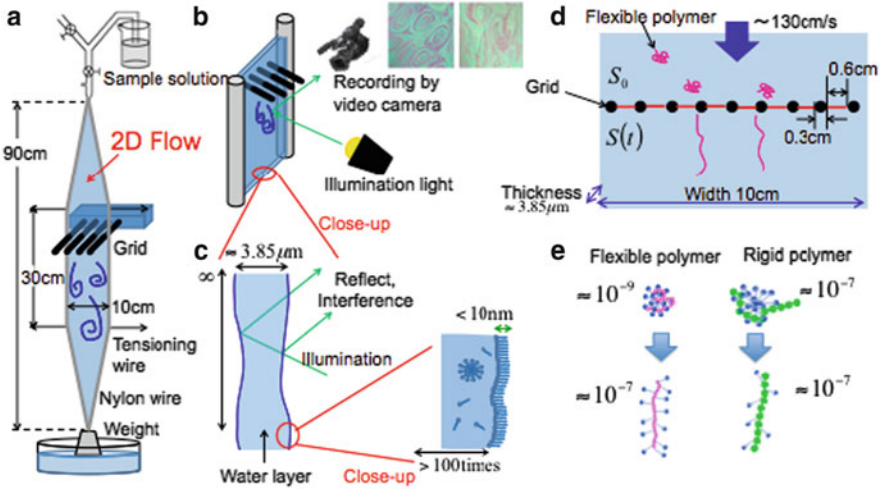 a
Sample solution
2D Flow
90cm
Grid
30cm
10cm
Tensioning
wire
Nylon wire
Weight
b
Recording by
video camera
Illumination light
Close-up
c
≈ 3.85μm
∞
Reflect,
Interference
Illumination
Water layer
Close-up
< 10nm
> 100times
d
Flexible polymer
~130cm/s
S₀
0.6cm
Grid
S(t)
0.3cm
Thickness
≈ 3.85μm
Width 10cm
e
Flexible polymer
Rigid polymer
≈10⁻⁹
≈10⁻⁷
≈10⁻⁷
≈10⁻⁷